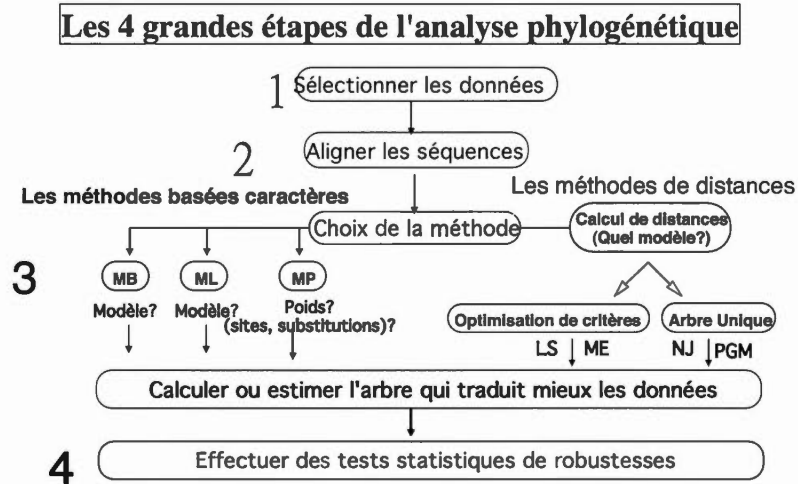 Les 4 grandes étapes de l'analyse phylogénétique
1 Sélectionner les données
2
Aligner les séquences
Les méthodes basées caractères
Les méthodes de distances
Choix de la méthode
Calcul de distances
(Quel modèle?)
3
MB
ML
MP
Modèle?
Modèle?
Poids?
(sites, substitutions)?
Optimisation de critères
Arbre Unique
LS
ME
NJ
PGM
Calculer ou estimer l'arbre qui traduit mieux les données
4
Effectuer des tests statistiques de robustesses